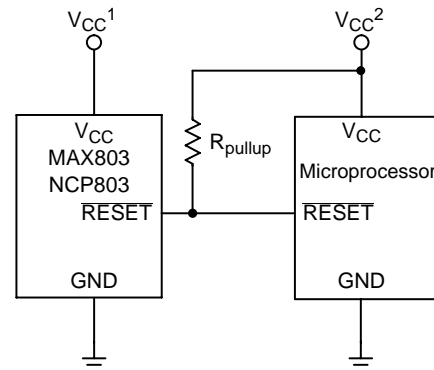 VCC1
VCC2
VCC
MAX803
NCP803
RESET
GND
Rpullup
VCC
Microprocessor
RESET
GND